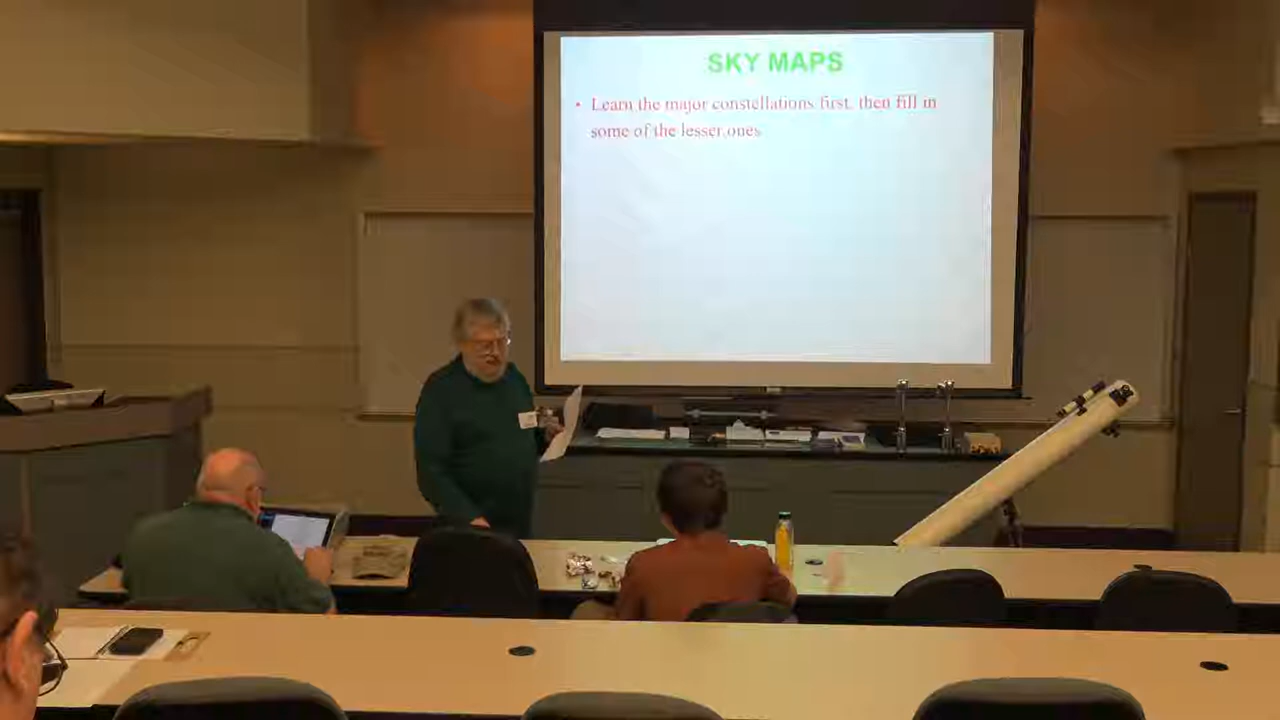 SKY MAPS
• Learn the major constellations first, then fill in
some of the lesser ones